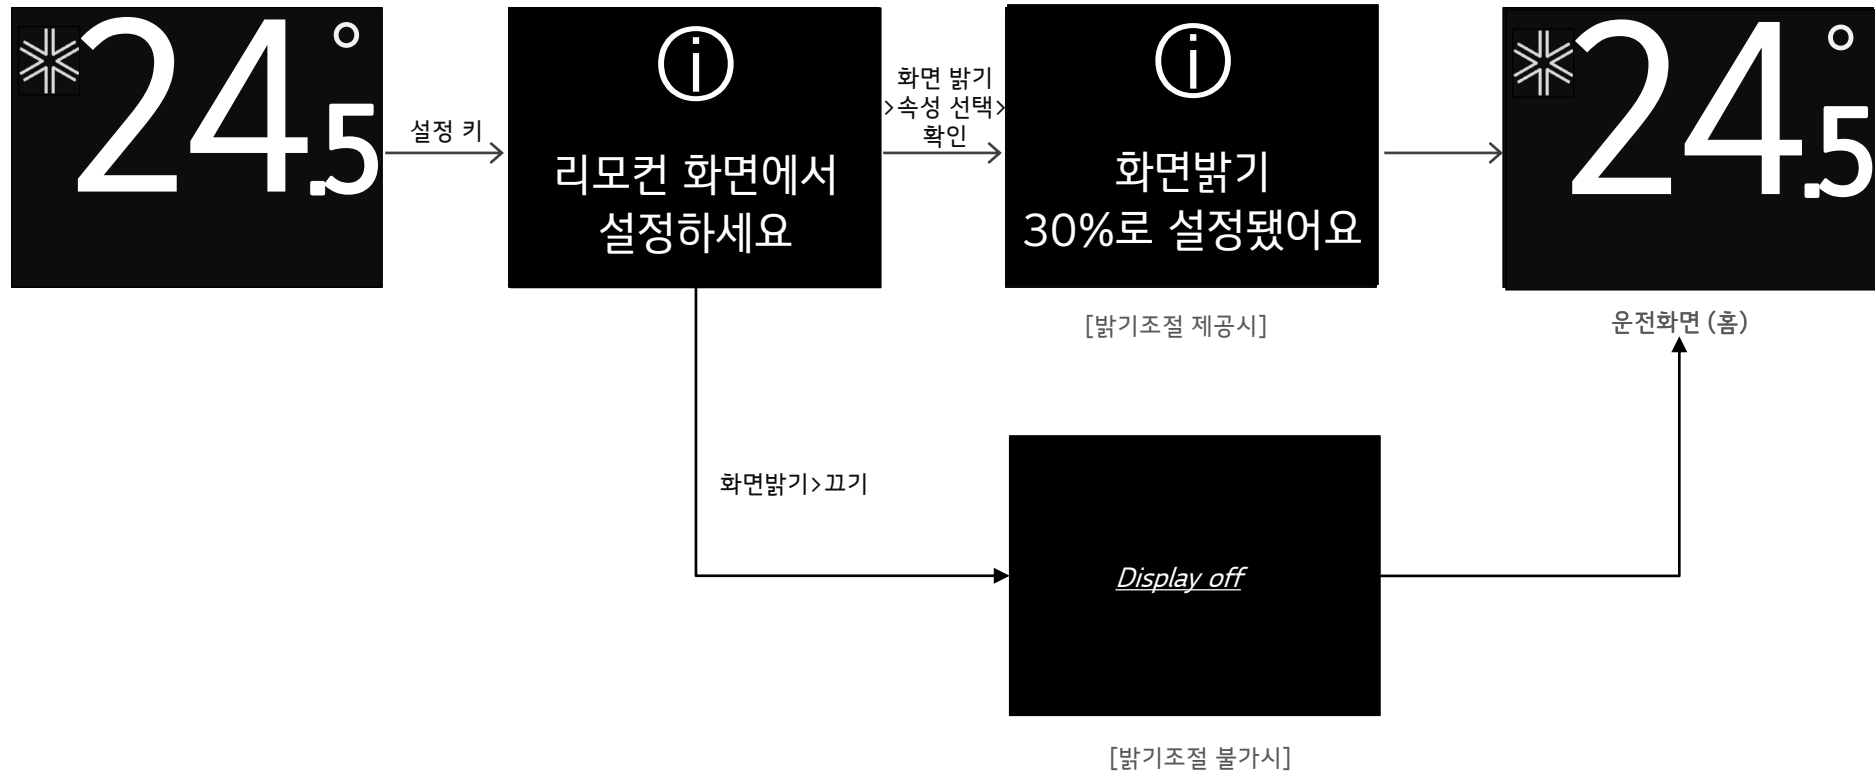 24.5°
설정 키
ⓘ
리모컨 화면에서
설정하세요
화면 밝기
>속성 선택>
확인
ⓘ
화면밝기
30%로 설정됐어요
[밝기조절 제공시]
24.5°
운전화면 (홈)
화면밝기>끄기
Display off
[밝기조절 불가시]